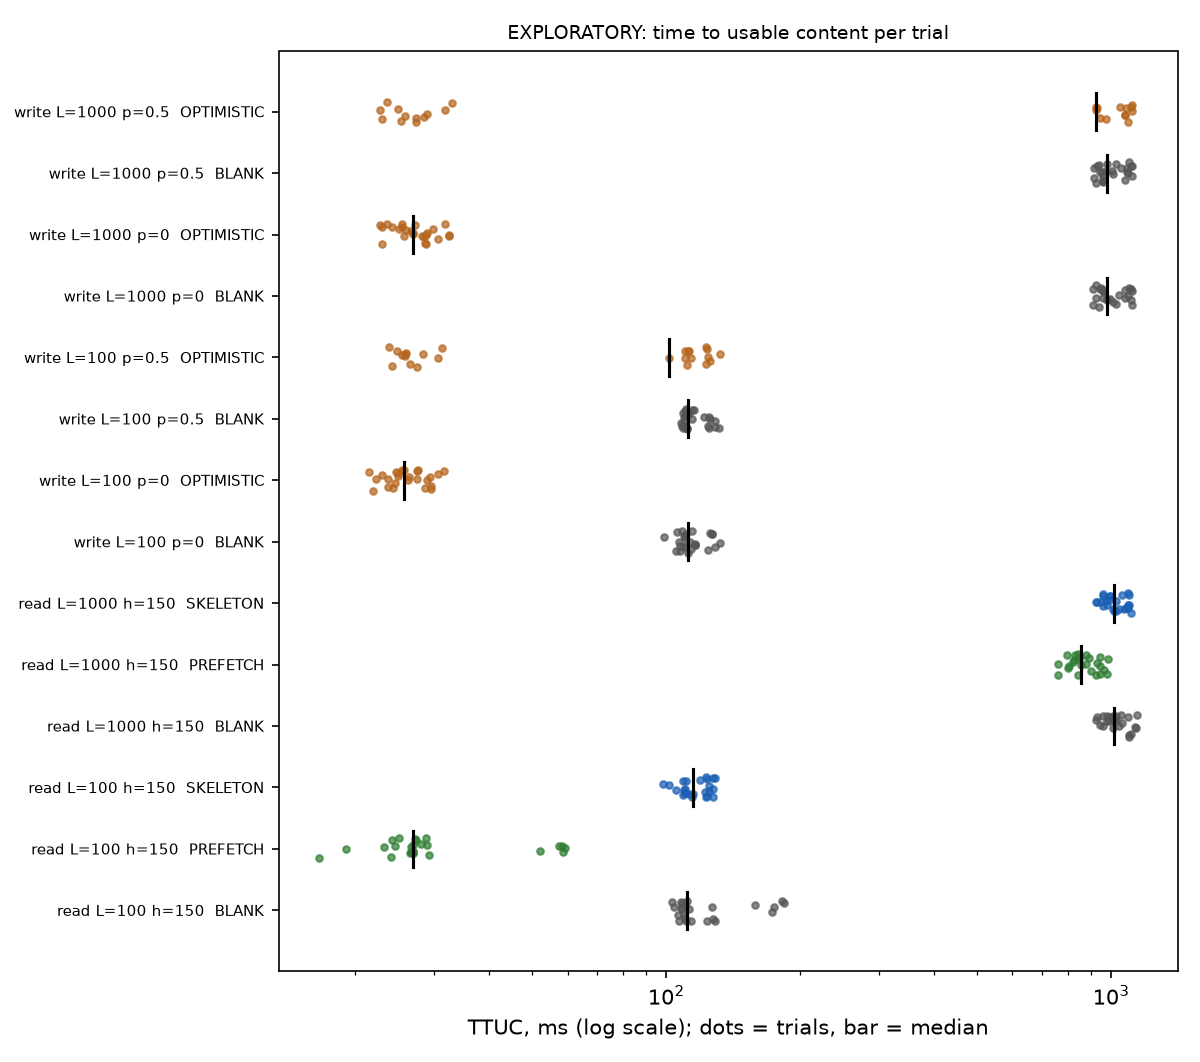 EXPLORATORY: time to usable content per trial
write L=1000 p=0.5  OPTIMISTIC
write L=1000 p=0.5  BLANK
write L=1000 p=0  OPTIMISTIC
write L=1000 p=0  BLANK
write L=100 p=0.5  OPTIMISTIC
write L=100 p=0.5  BLANK
write L=100 p=0  OPTIMISTIC
write L=100 p=0  BLANK
read L=1000 h=150  SKELETON
read L=1000 h=150  PREFETCH
read L=1000 h=150  BLANK
read L=100 h=150  SKELETON
read L=100 h=150  PREFETCH
read L=100 h=150  BLANK
10² 10³
TTUC, ms (log scale); dots = trials, bar = median